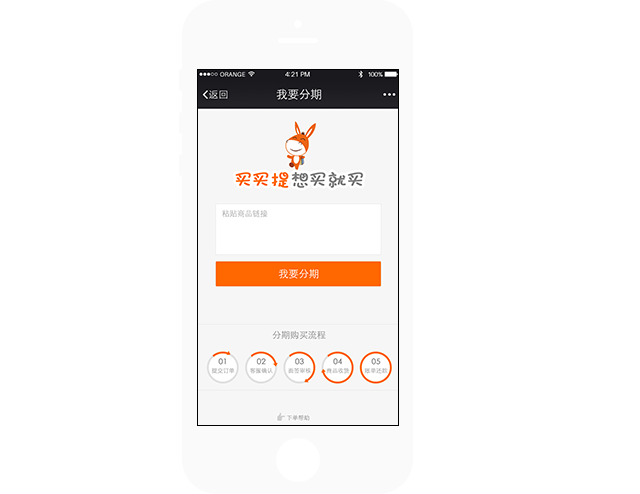 ORANGE 4:21 PM 100%
返回 我要分期
买买提想买就买
粘贴商品链接
我要分期
分期购买流程
01 02 03 04 05
提交订单 客服确认 面签审核 商品收货 账单还款
下单帮助